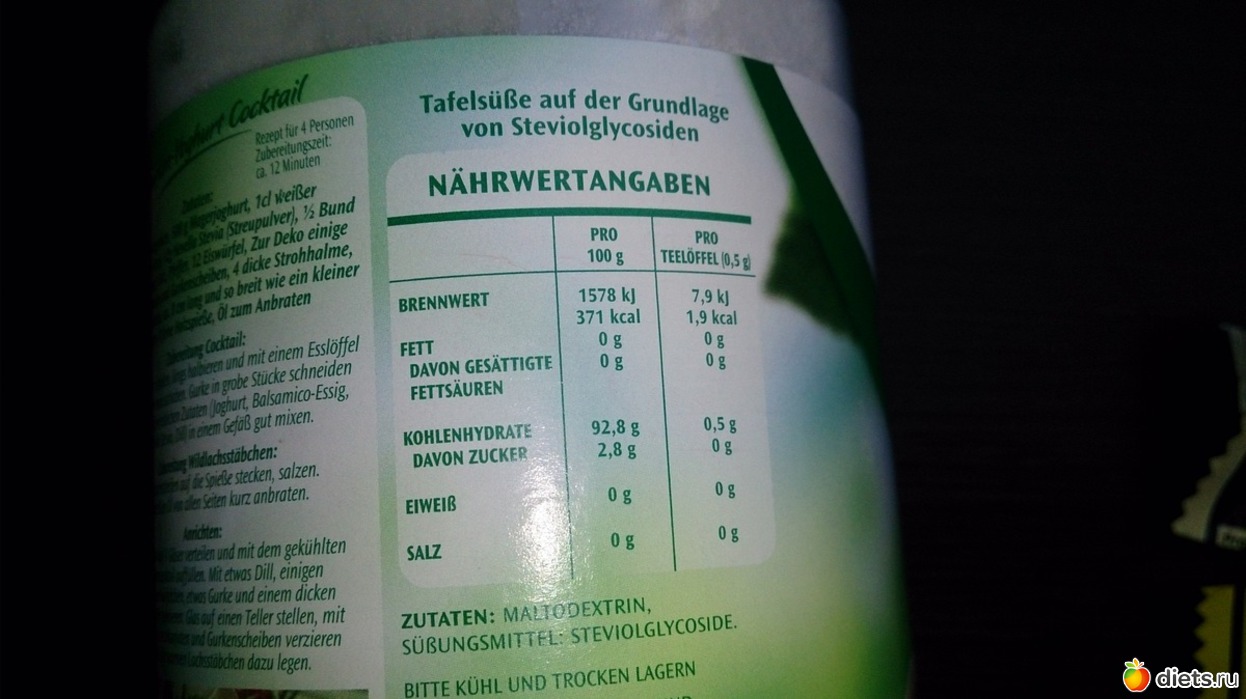 Joghurt Cocktail
Rezept für 4 Personen
Zubereitungszeit:
ca. 12 Minuten
Magerjoghurt, 1cl weißer
Stevia (Streupulver), ½ Bund
12 Eiswürfel, Zur Deko einige
4 dicke Strohhalme,
lang und so breit wie ein kleiner
Öl zum Anbraten
Cocktail:
halbieren und mit einem Esslöffel
Gurke in grobe Stücke schneiden
Zutaten (Joghurt, Balsamico-Essig,
in einem Gefäß gut mixen.
Wildlachsstäbchen:
auf die Spieße stecken, salzen.
von allen Seiten kurz anbraten.
Anrichten:
verteilen und mit dem gekühlten
auffüllen. Mit etwas Dill, einigen
etwas Gurke und einem dicken
Glas auf einen Teller stellen, mit
und Gurkenscheiben verzieren
Lachsstäbchen dazu legen.
Tafelsüße auf der Grundlage
von Steviolglycosiden
NÄHRWERTANGABEN
PRO 100 g PRO TEELÖFFEL (0,5 g)
BRENNWERT 1578 kJ 7,9 kJ
371 kcal 1,9 kcal
FETT 0 g 0 g
DAVON GESÄTTIGTE 0 g 0 g
FETTSÄUREN
KOHLENHYDRATE 92,8 g 0,5 g
DAVON ZUCKER 2,8 g 0 g
EIWEIß 0 g 0 g
SALZ 0 g 0 g
ZUTATEN: MALTODEXTRIN,
SÜßUNGSMITTEL: STEVIOLGLYCOSIDE.
BITTE KÜHL UND TROCKEN LAGERN
diets.ru